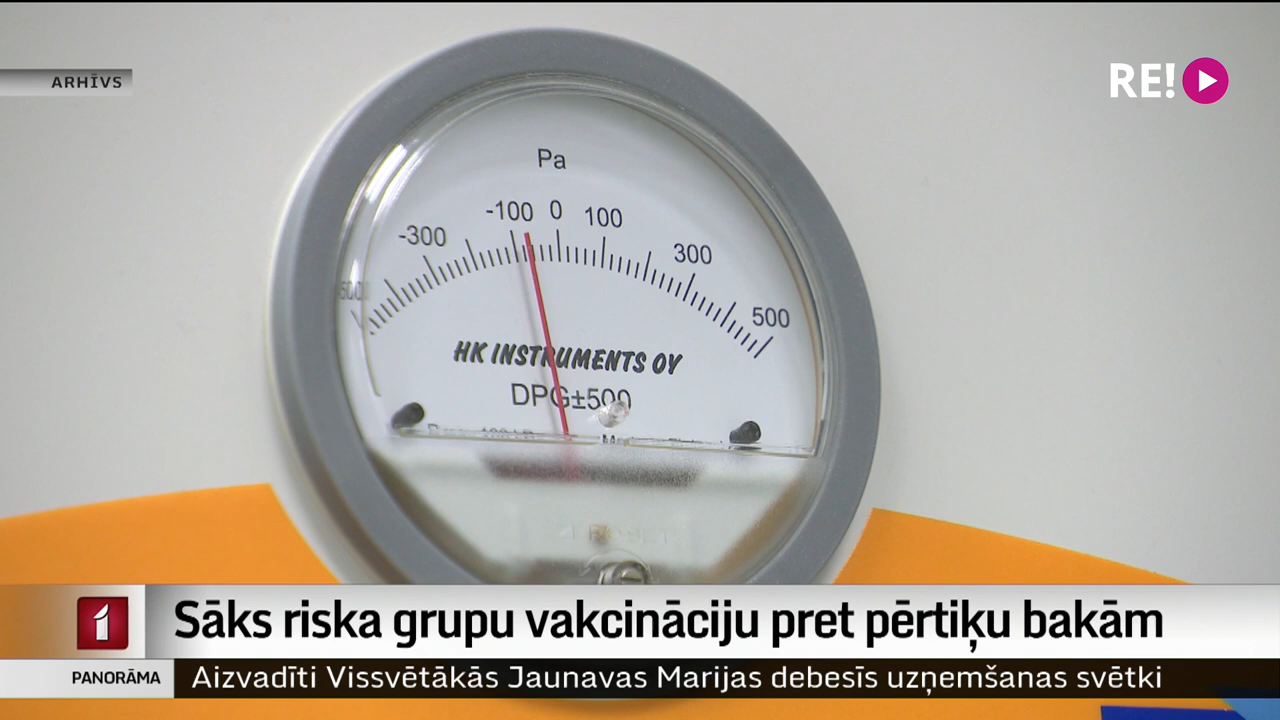 ARHĪVS
RE!
Pa
-300 -100 0 100 300 500
HK INSTRUMENTS OY
DPG±500
1
Sāks riska grupu vakcināciju pret pērtiķu bakām
PANORĀMA
Aizvadīti Vissvētākās Jaunavas Marijas debesīs uzņemšanas svētki